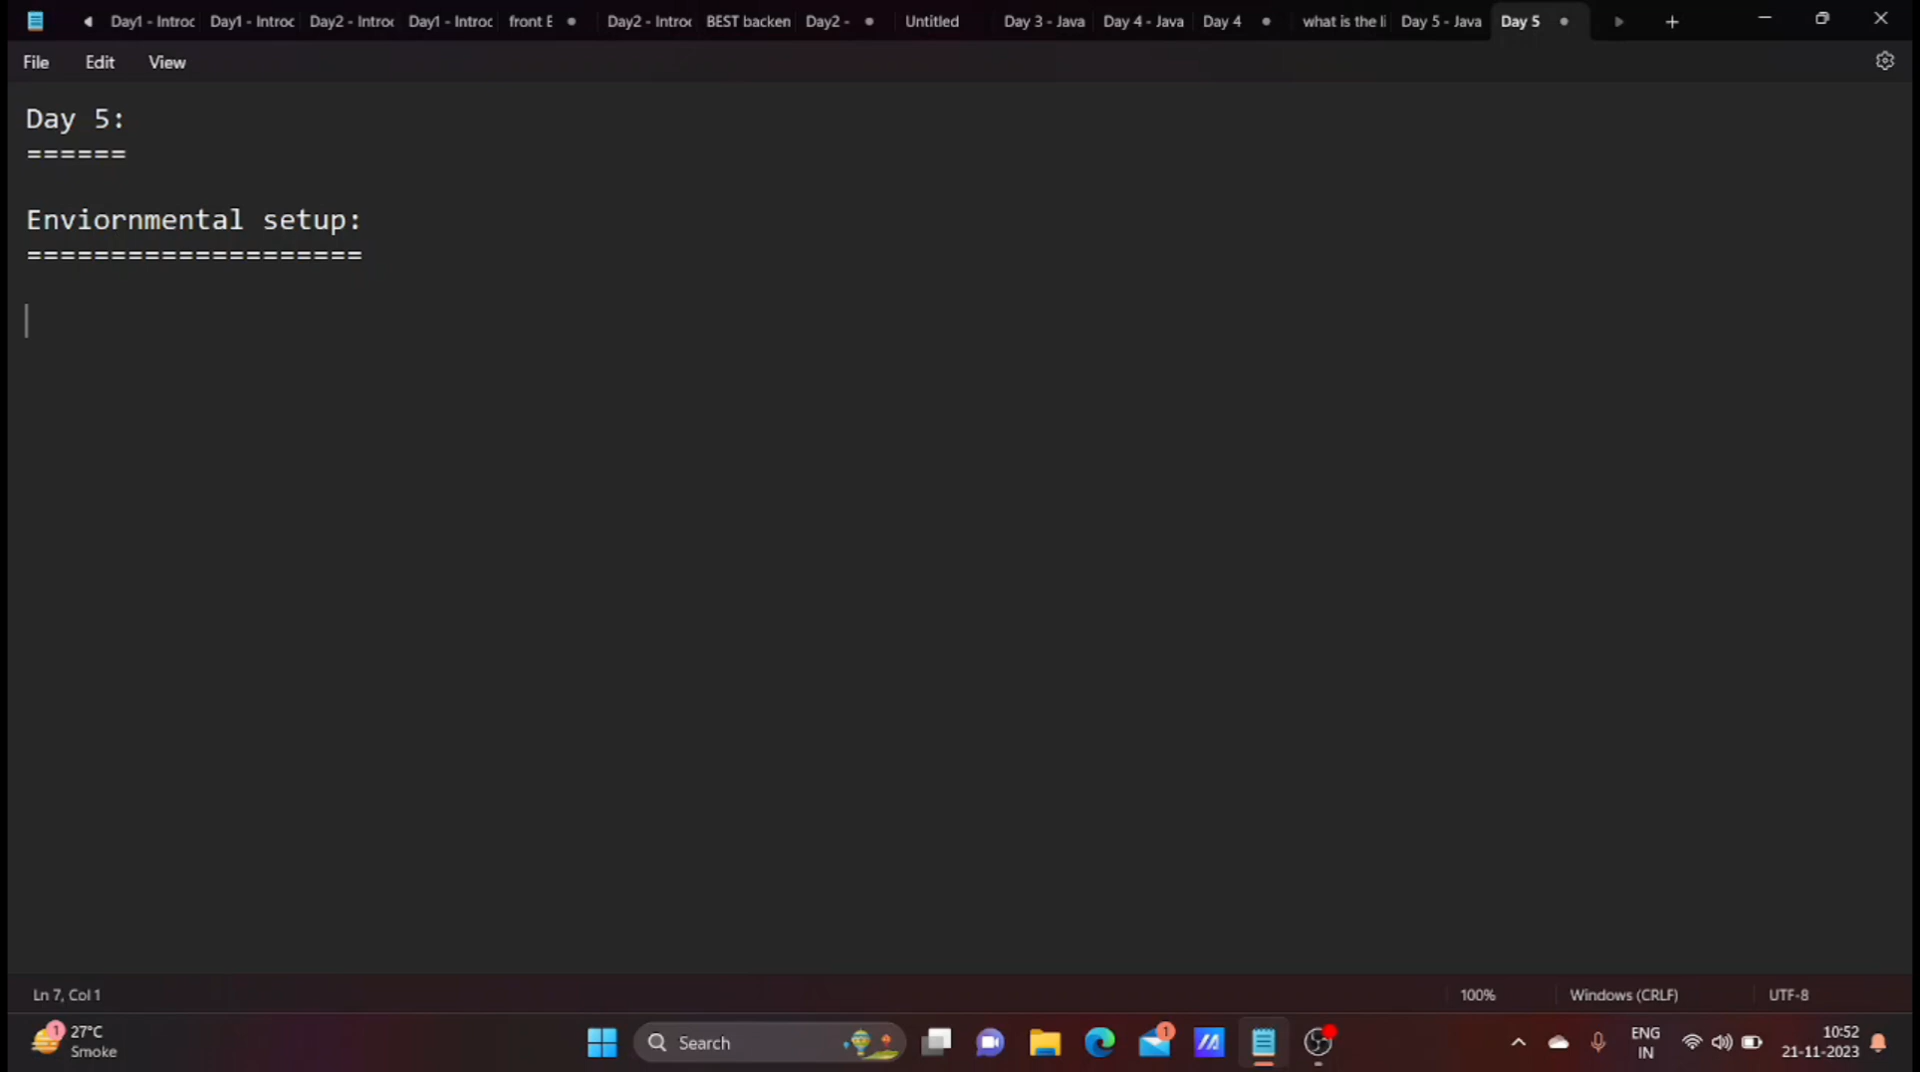 Day1 - Introc Day1 - Introc Day2 - Introc Day1 - Introc front E Day2 - Introc BEST backen Day2 - Untitled Day 3 - Java Day 4 - Java Day 4 what is the li Day 5 - Java Day 5
File Edit View
Day 5:
======
Enviornmental setup:
====================
Ln 7, Col 1 100% Windows (CRLF) UTF-8
1 27°C Search 1 ENG 10:52
Smoke IN 21-11-2023